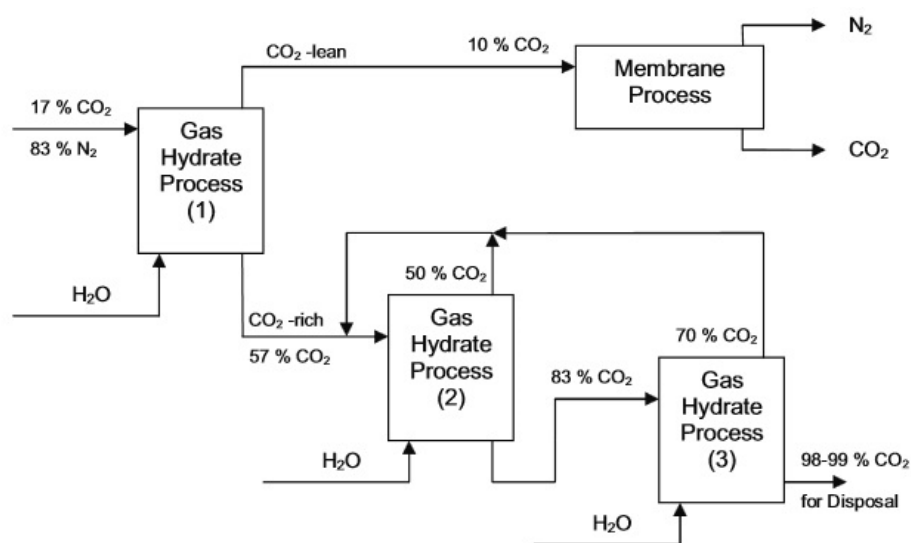 N₂
CO₂ -lean
10 % CO₂
Membrane
Process
17 % CO₂
83 % N₂
Gas
Hydrate
Process
(1)
CO₂
H₂O
50 % CO₂
CO₂ -rich
57 % CO₂
Gas
Hydrate
Process
(2)
70 % CO₂
83 % CO₂
Gas
Hydrate
Process
(3)
H₂O
98-99 % CO₂
for Disposal
H₂O